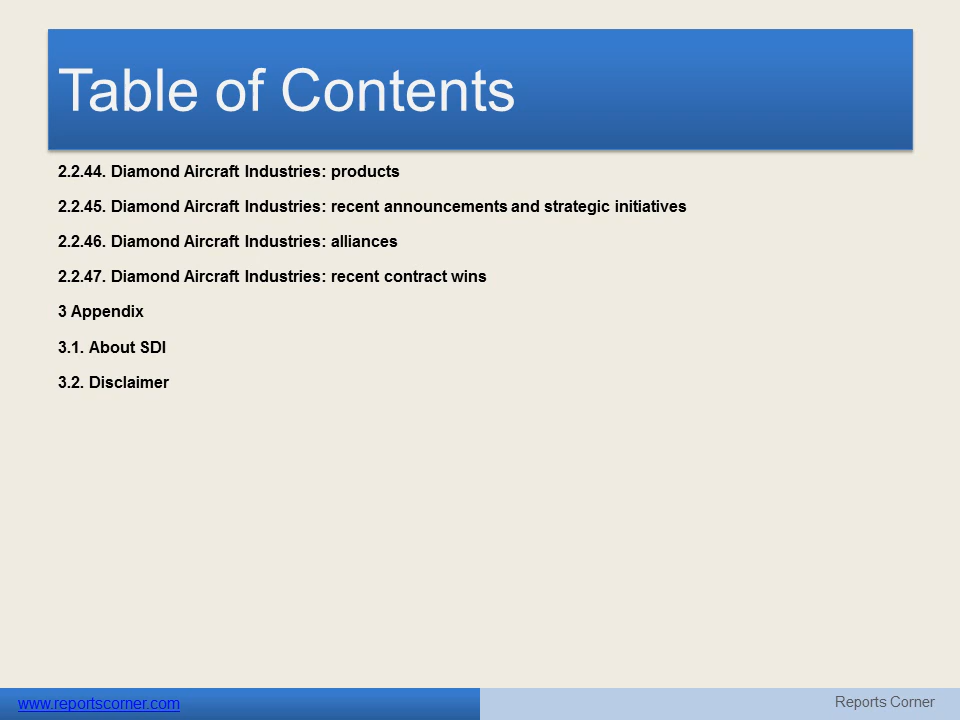 Table of Contents
2.2.44. Diamond Aircraft Industries: products
2.2.45. Diamond Aircraft Industries: recent announcements and strategic initiatives
2.2.46. Diamond Aircraft Industries: alliances
2.2.47. Diamond Aircraft Industries: recent contract wins
3 Appendix
3.1. About SDI
3.2. Disclaimer
www.reportscorner.com
Reports Corner